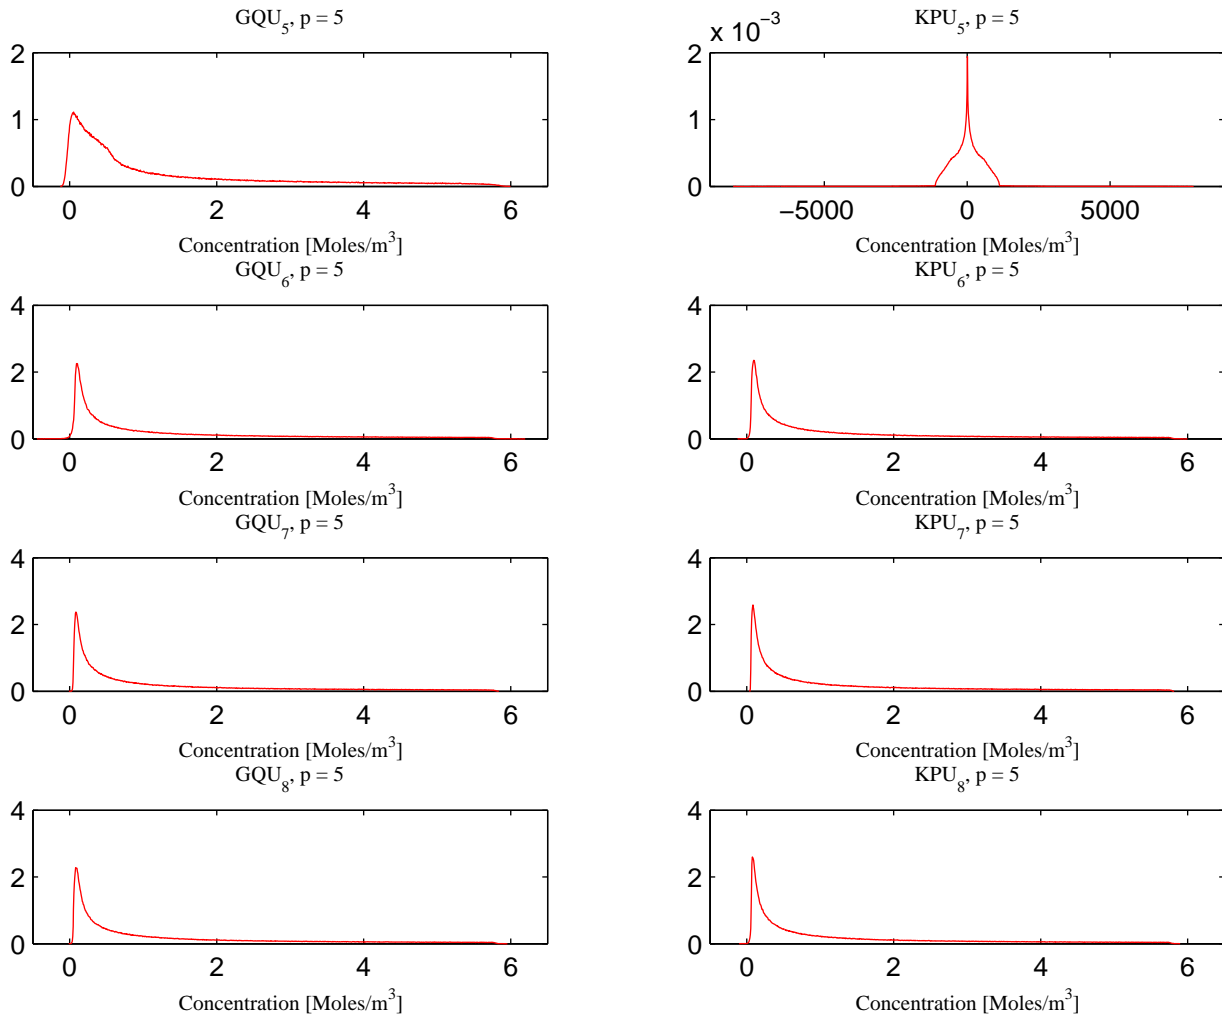 GQU5, p = 5
2
1
0
0 2 4 6
Concentration [Moles/m3]
KPU5, p = 5
x 10−3
2
1
0
−5000 0 5000
Concentration [Moles/m3]
GQU6, p = 5
4
2
0
0 2 4 6
Concentration [Moles/m3]
KPU6, p = 5
4
2
0
0 2 4 6
Concentration [Moles/m3]
GQU7, p = 5
4
2
0
0 2 4 6
Concentration [Moles/m3]
KPU7, p = 5
4
2
0
0 2 4 6
Concentration [Moles/m3]
GQU8, p = 5
4
2
0
0 2 4 6
Concentration [Moles/m3]
KPU8, p = 5
4
2
0
0 2 4 6
Concentration [Moles/m3]